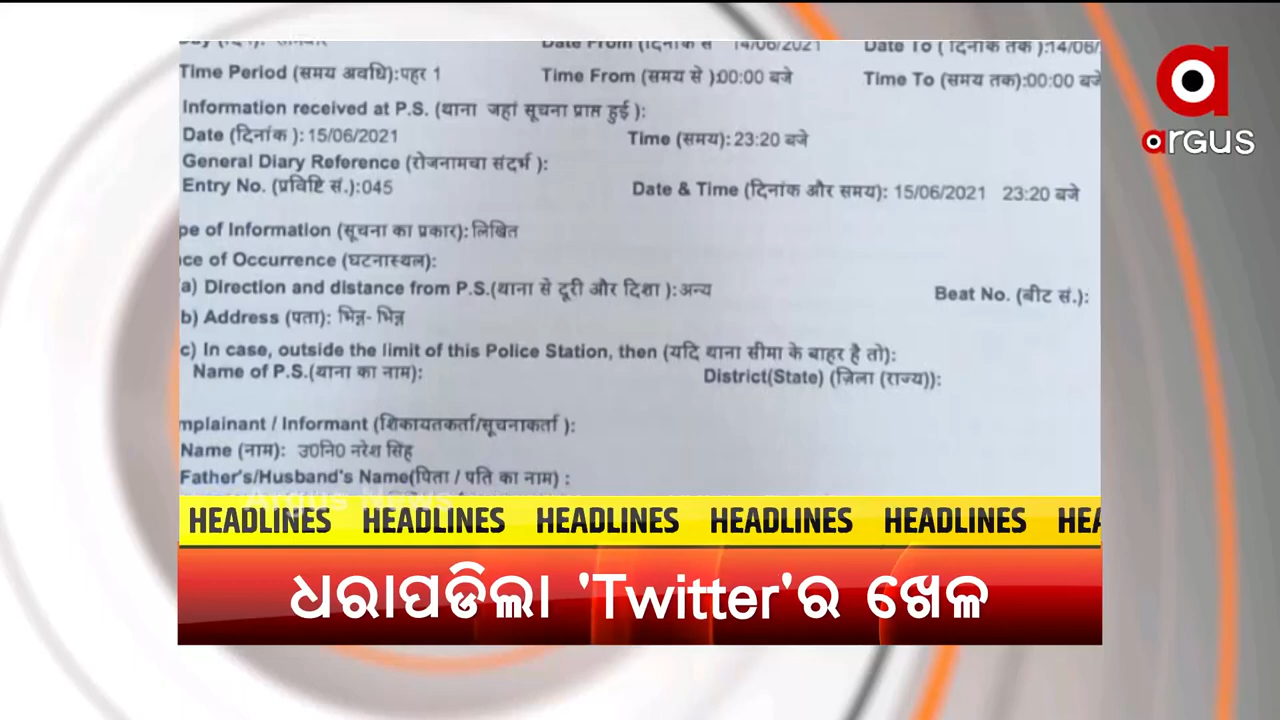 Day (दिन): सोमवार Date From (दिनांक से 14/06/2021 Date To ( दिनांक तक ):14/06/
Time Period (समय अवधि):पहर 1 Time From (समय से ):00:00 बजे Time To (समय तक):00:00 बजे
Information received at P.S. (थाना जहां सूचना प्राप्त हुई ):
Date (दिनांक ): 15/06/2021 Time (समय): 23:20 बजे
General Diary Reference (रोजनामचा संदर्भ ):
Entry No. (प्रविष्टि सं.):045 Date & Time (दिनांक और समय): 15/06/2021 23:20 बजे
pe of Information (सूचना का प्रकार): लिखित
ce of Occurrence (घटनास्थल):
a) Direction and distance from P.S.(थाना से दूरी और दिशा ):अन्य Beat No. (बीट सं.):
b) Address (पता): भिन्न- भिन्न
c) In case, outside the limit of this Police Station, then (यदि थाना सीमा के बाहर है तो):
Name of P.S.(थाना का नाम): District(State) (ज़िला (राज्य)):
mplainant / Informant (शिकायतकर्ता/सूचनाकर्ता ):
Name (नाम): उ0नि0 नरेश सिंह
Father's/Husband's Name(पिता / पति का नाम) :
Argus News
HEADLINES HEADLINES HEADLINES HEADLINES HEADLINES HEA
ଧରାପଡିଲା 'Twitter'ର ଖେଳ
argus